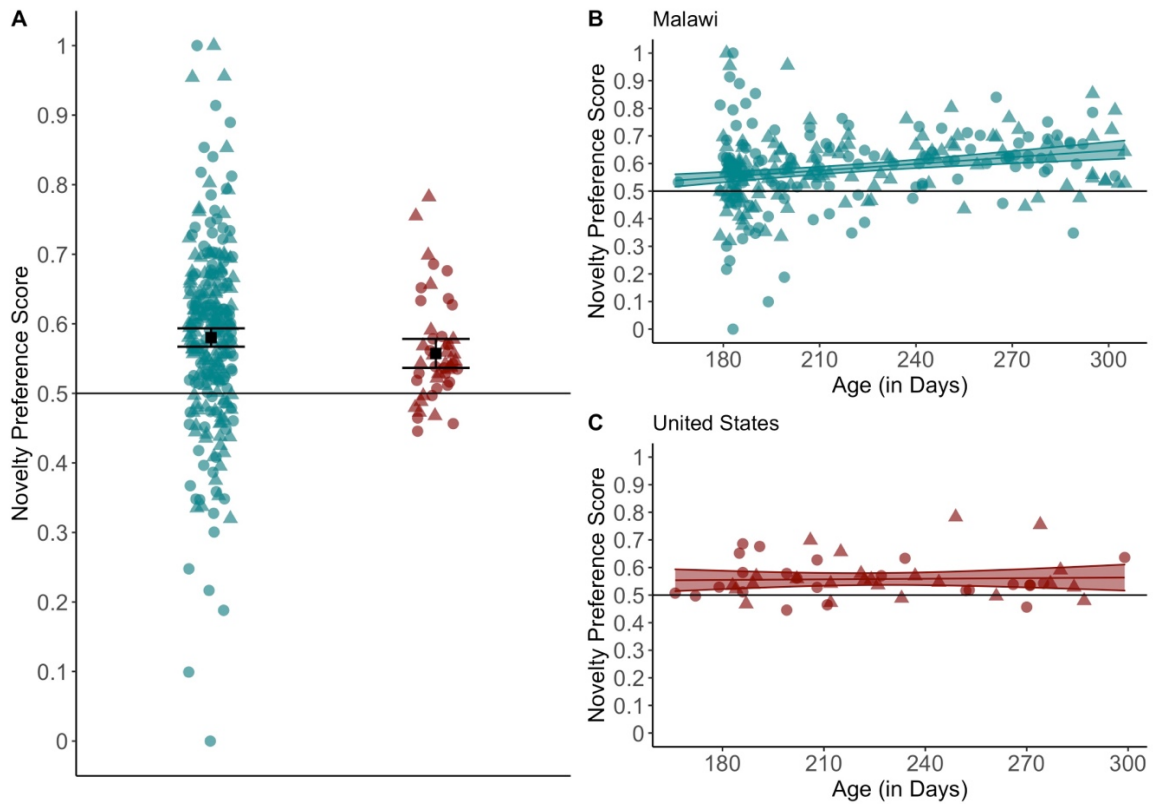 A
Novelty Preference Score
1
0.9
0.8
0.7
0.6
0.5
0.4
0.3
0.2
0.1
0
B
Malawi
Novelty Preference Score
1
0.9
0.8
0.7
0.6
0.5
0.4
0.3
0.2
0.1
0
180 210 240 270 300
Age (in Days)
C
United States
Novelty Preference Score
1
0.9
0.8
0.7
0.6
0.5
0.4
0.3
0.2
0.1
0
180 210 240 270 300
Age (in Days)